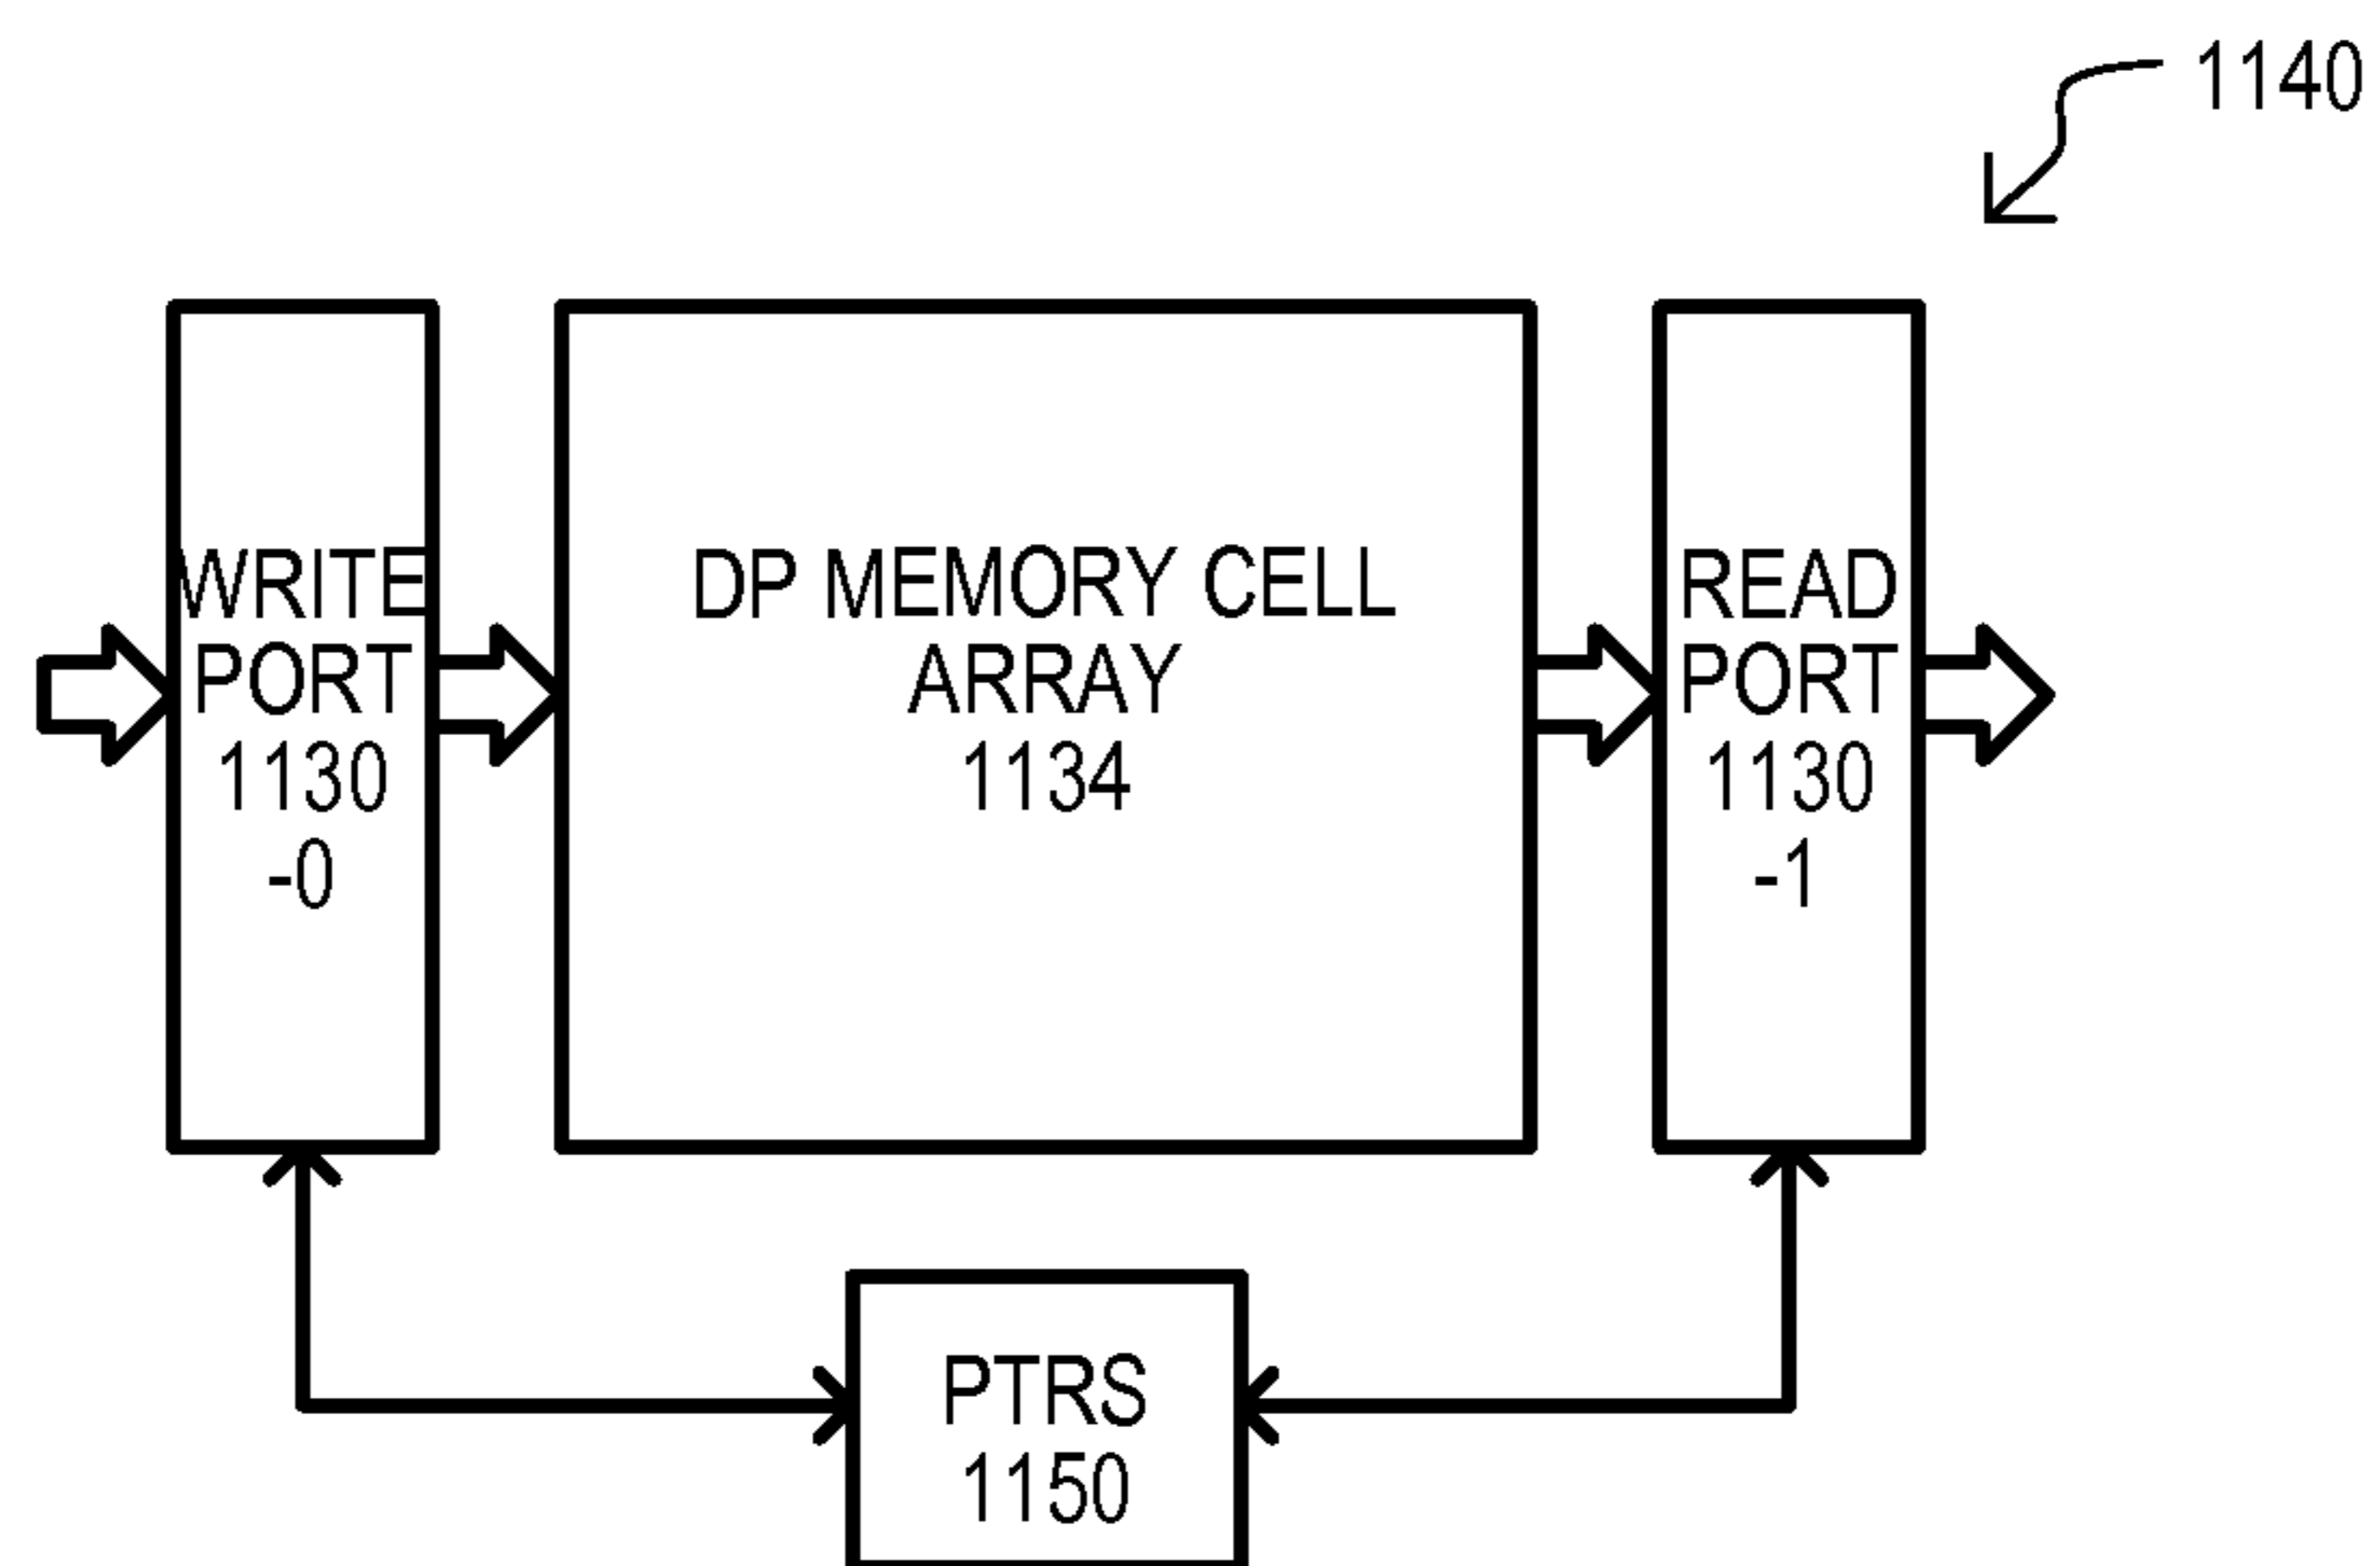 1140
WRITE
PORT
1130
-0
DP MEMORY CELL
ARRAY
1134
READ
PORT
1130
-1
PTRS
1150